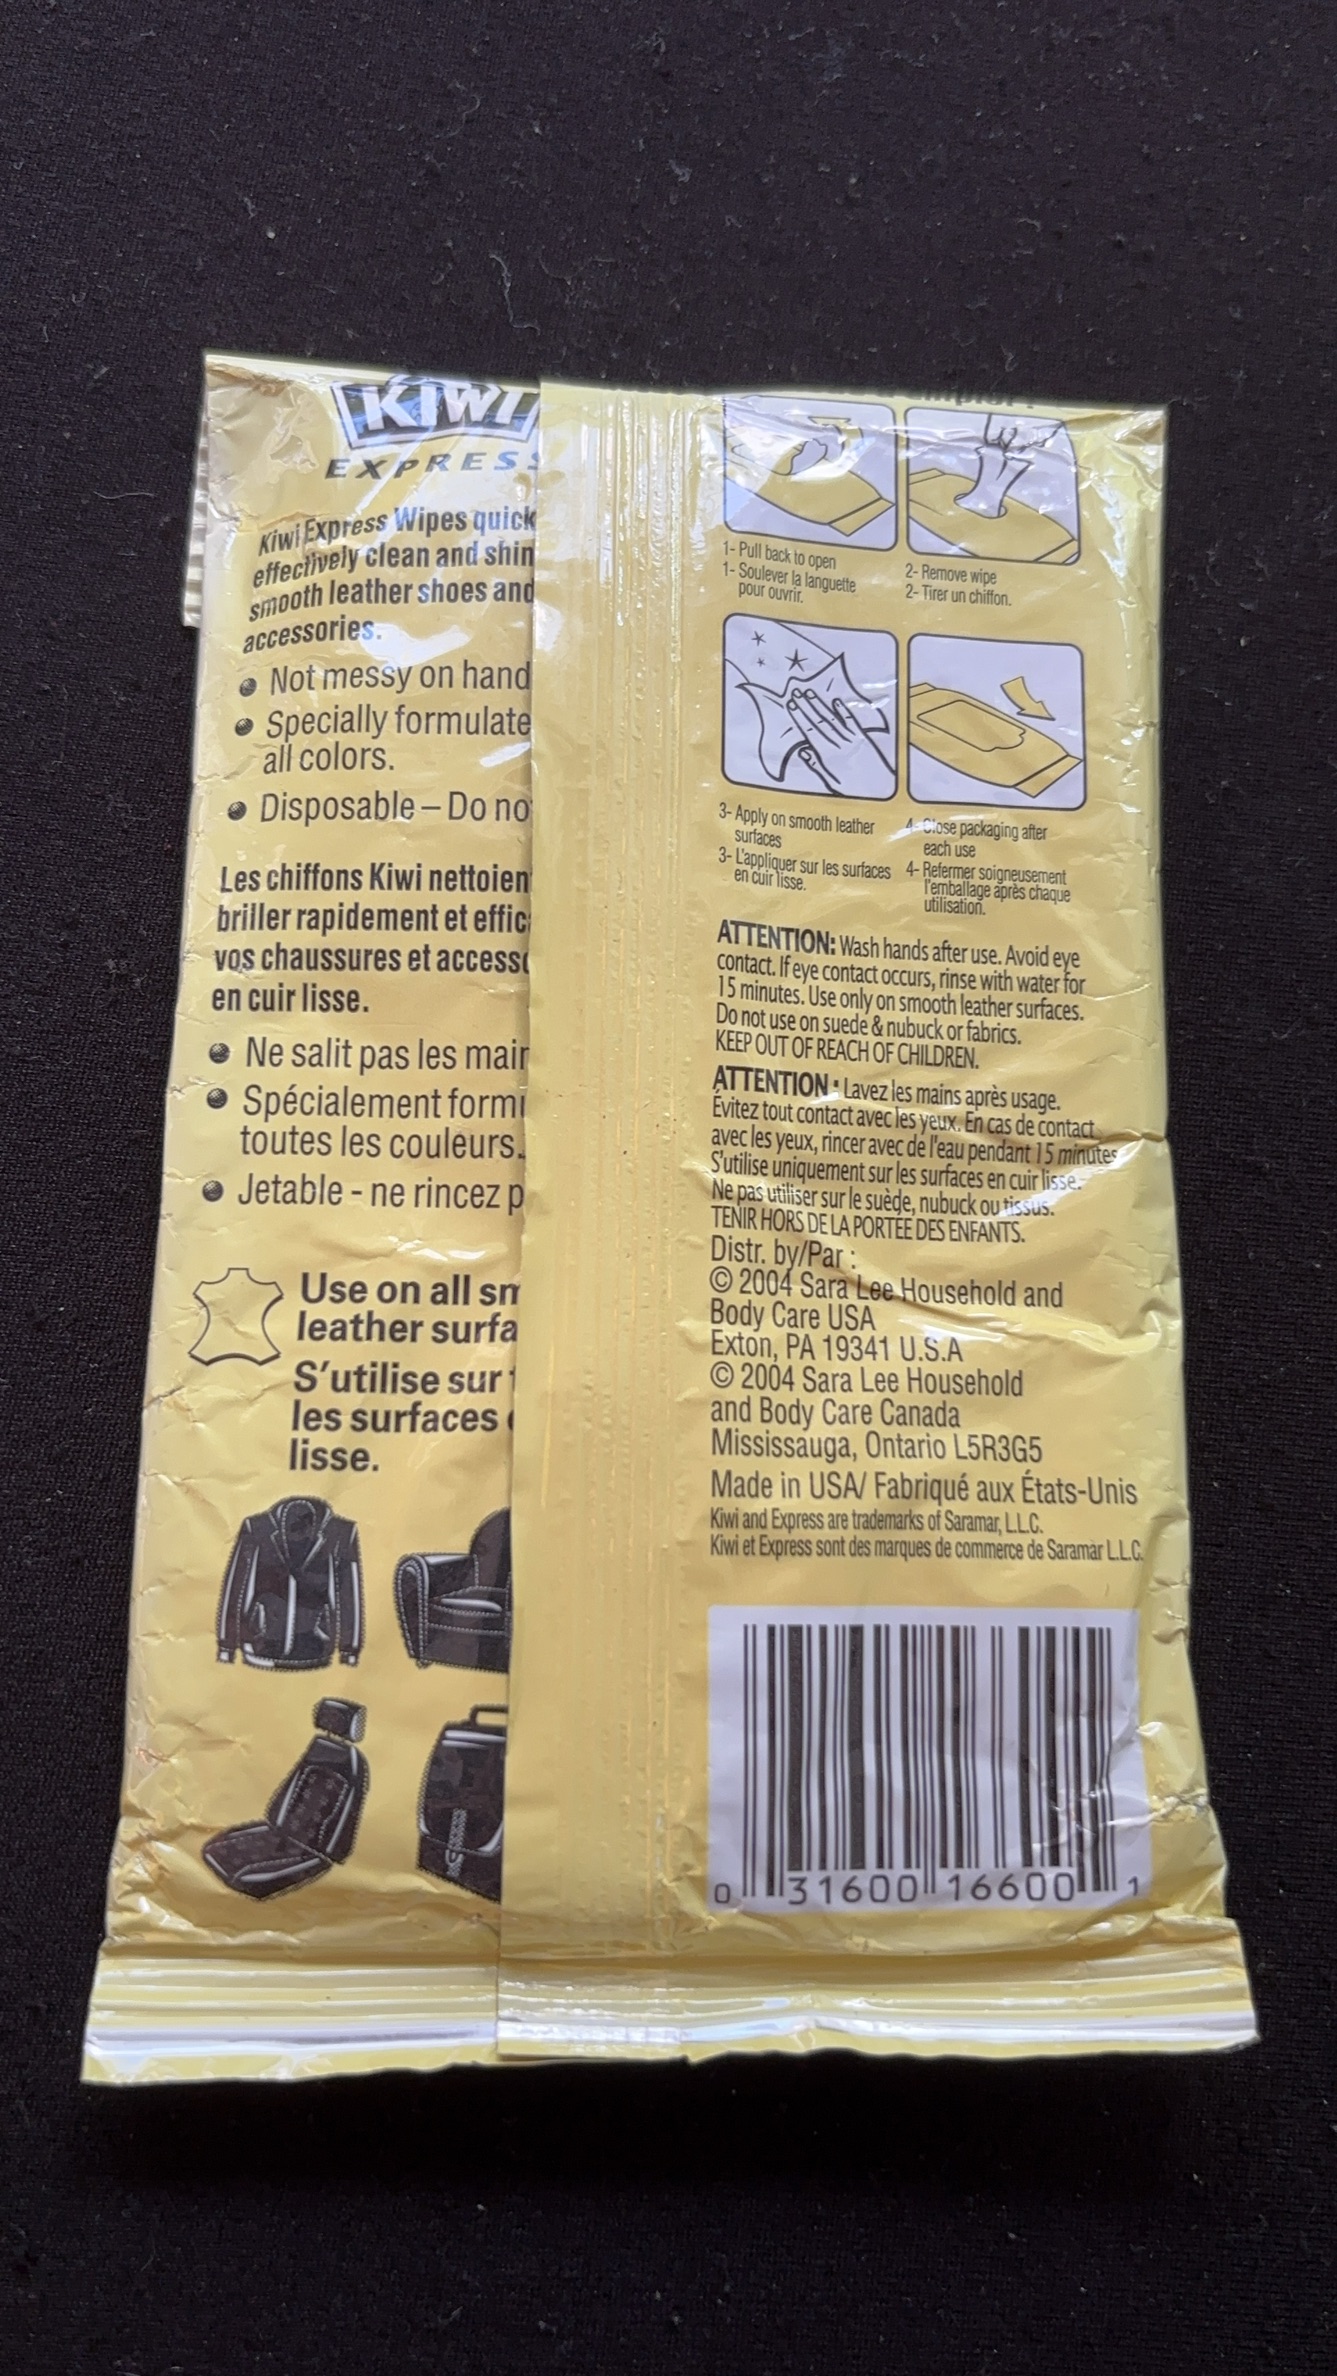 KIWI
EXPRESS
Kiwi Express Wipes quick
effectively clean and shin
smooth leather shoes and
accessories.
Not messy on hand
Specially formulate
all colors.
Disposable – Do no
Les chiffons Kiwi nettoien
briller rapidement et effic
vos chaussures et accesso
en cuir lisse.
Ne salit pas les main
Spécialement formu
toutes les couleurs.
Jetable - ne rincez p
Use on all sm
leather surfa
S'utilise sur
les surfaces
lisse.
1- Pull back to open
1- Soulever la languette
pour ouvrir.
2- Remove wipe
2- Tirer un chiffon.
3- Apply on smooth leather
surfaces
3- L'appliquer sur les surfaces
en cuir lisse.
4- Close packaging after
each use
4- Refermer soigneusement
l'emballage après chaque
utilisation.
ATTENTION: Wash hands after use. Avoid eye
contact. If eye contact occurs, rinse with water for
15 minutes. Use only on smooth leather surfaces.
Do not use on suede & nubuck or fabrics.
KEEP OUT OF REACH OF CHILDREN.
ATTENTION : Lavez les mains après usage.
Évitez tout contact avec les yeux. En cas de contact
avec les yeux, rincer avec de l'eau pendant 15 minutes.
S'utilise uniquement sur les surfaces en cuir lisse.
Ne pas utiliser sur le suède, nubuck ou tissus.
TENIR HORS DE LA PORTEE DES ENFANTS.
Distr. by/Par :
© 2004 Sara Lee Household and
Body Care USA
Exton, PA 19341 U.S.A
© 2004 Sara Lee Household
and Body Care Canada
Mississauga, Ontario L5R3G5
Made in USA/ Fabriqué aux États-Unis
Kiwi and Express are trademarks of Saramar, L.L.C.
Kiwi et Express sont des marques de commerce de Saramar L.L.C.
0 31600 16600 1